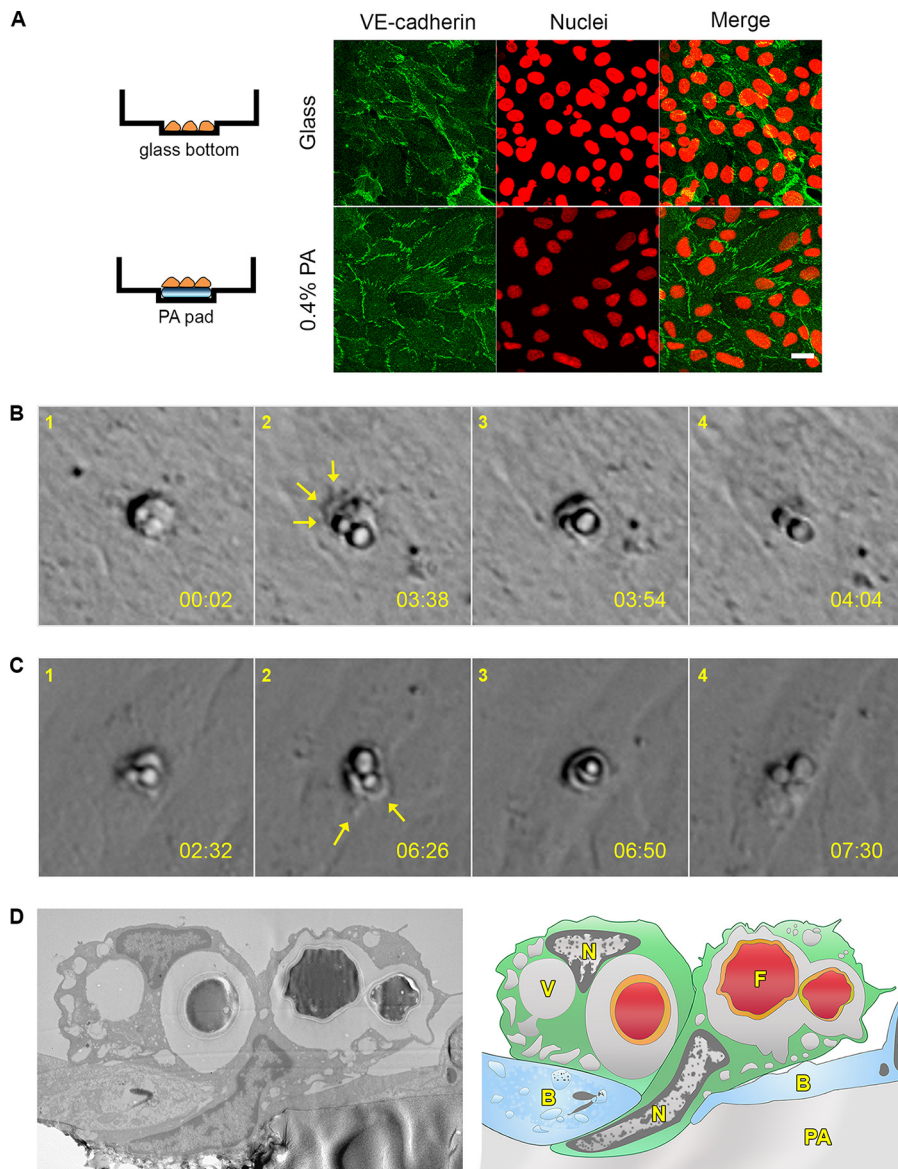 A
VE-cadherin Nuclei Merge
glass bottom
Glass
PA pad
0.4% PA
B
1 2 3 4
00:02 03:38 03:54 04:04
C
1 2 3 4
02:32 06:26 06:50 07:30
D
N
V
F
B
B
N
PA